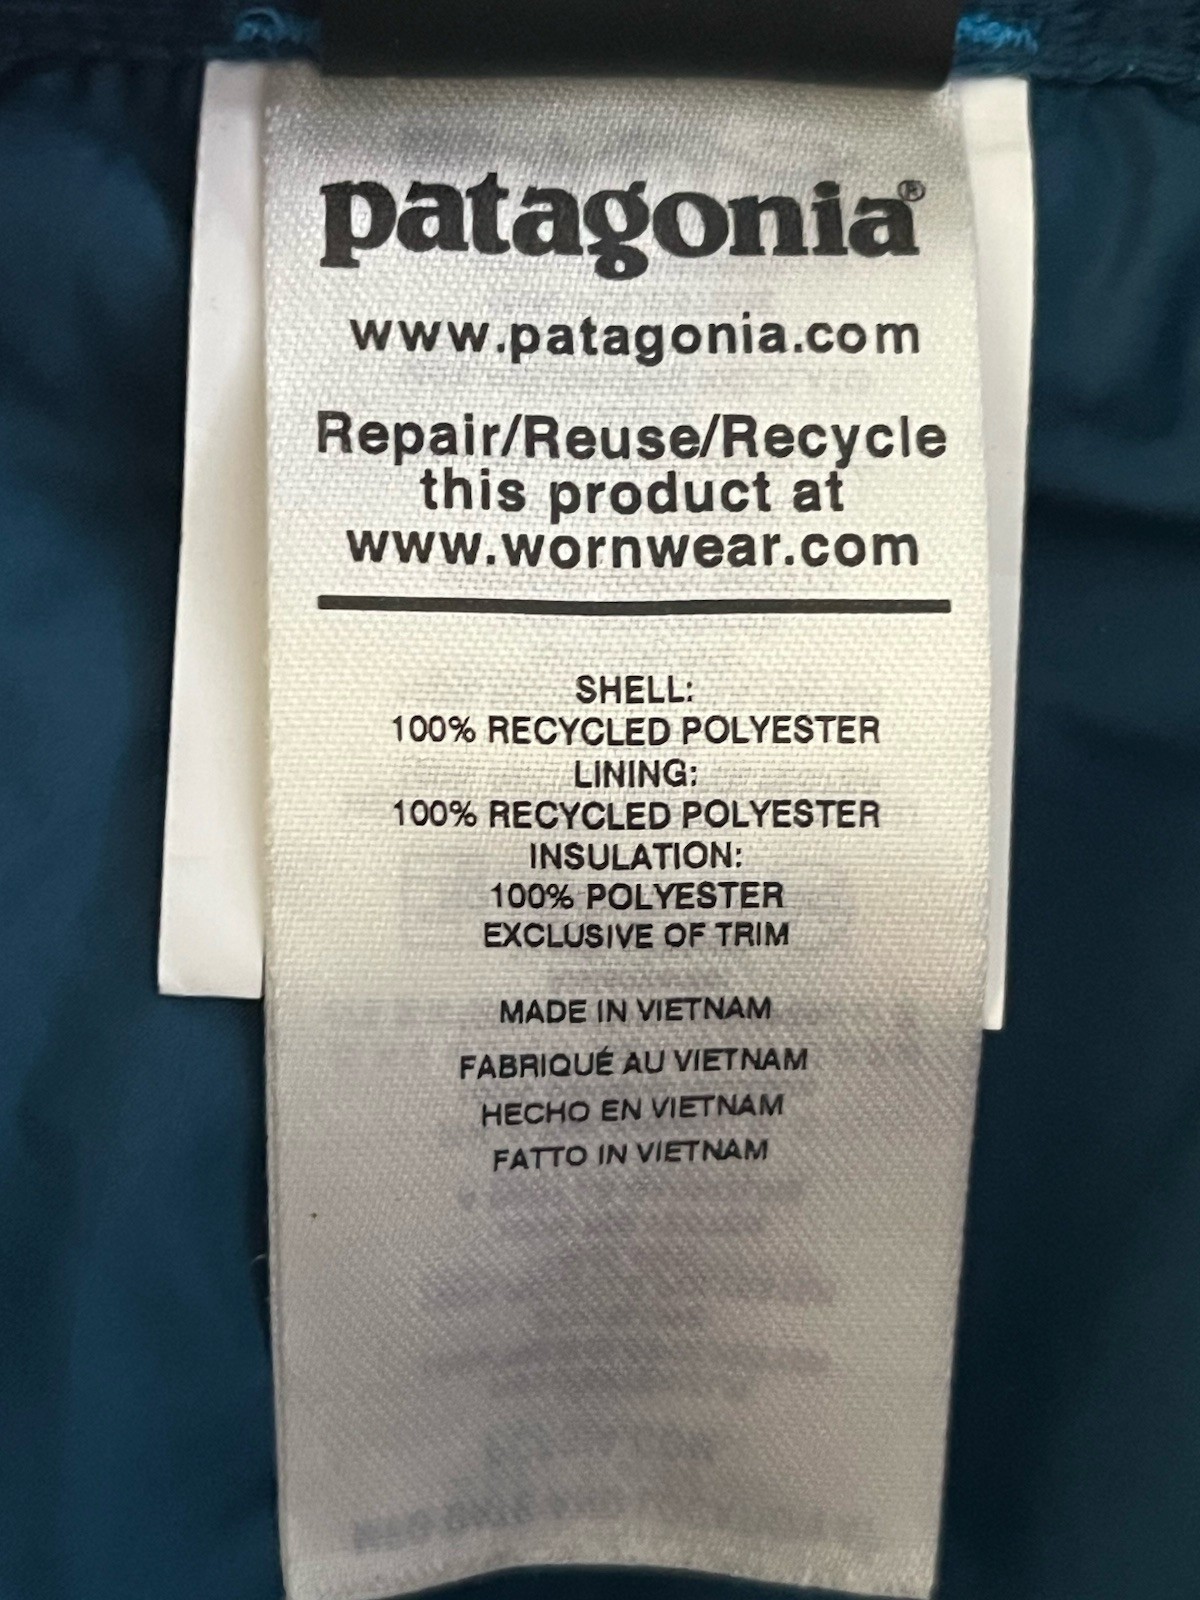 patagonia®
www.patagonia.com
Repair/Reuse/Recycle
this product at
www.wornwear.com
SHELL:
100% RECYCLED POLYESTER
LINING:
100% RECYCLED POLYESTER
INSULATION:
100% POLYESTER
EXCLUSIVE OF TRIM
MADE IN VIETNAM
FABRIQUÉ AU VIETNAM
HECHO EN VIETNAM
FATTO IN VIETNAM